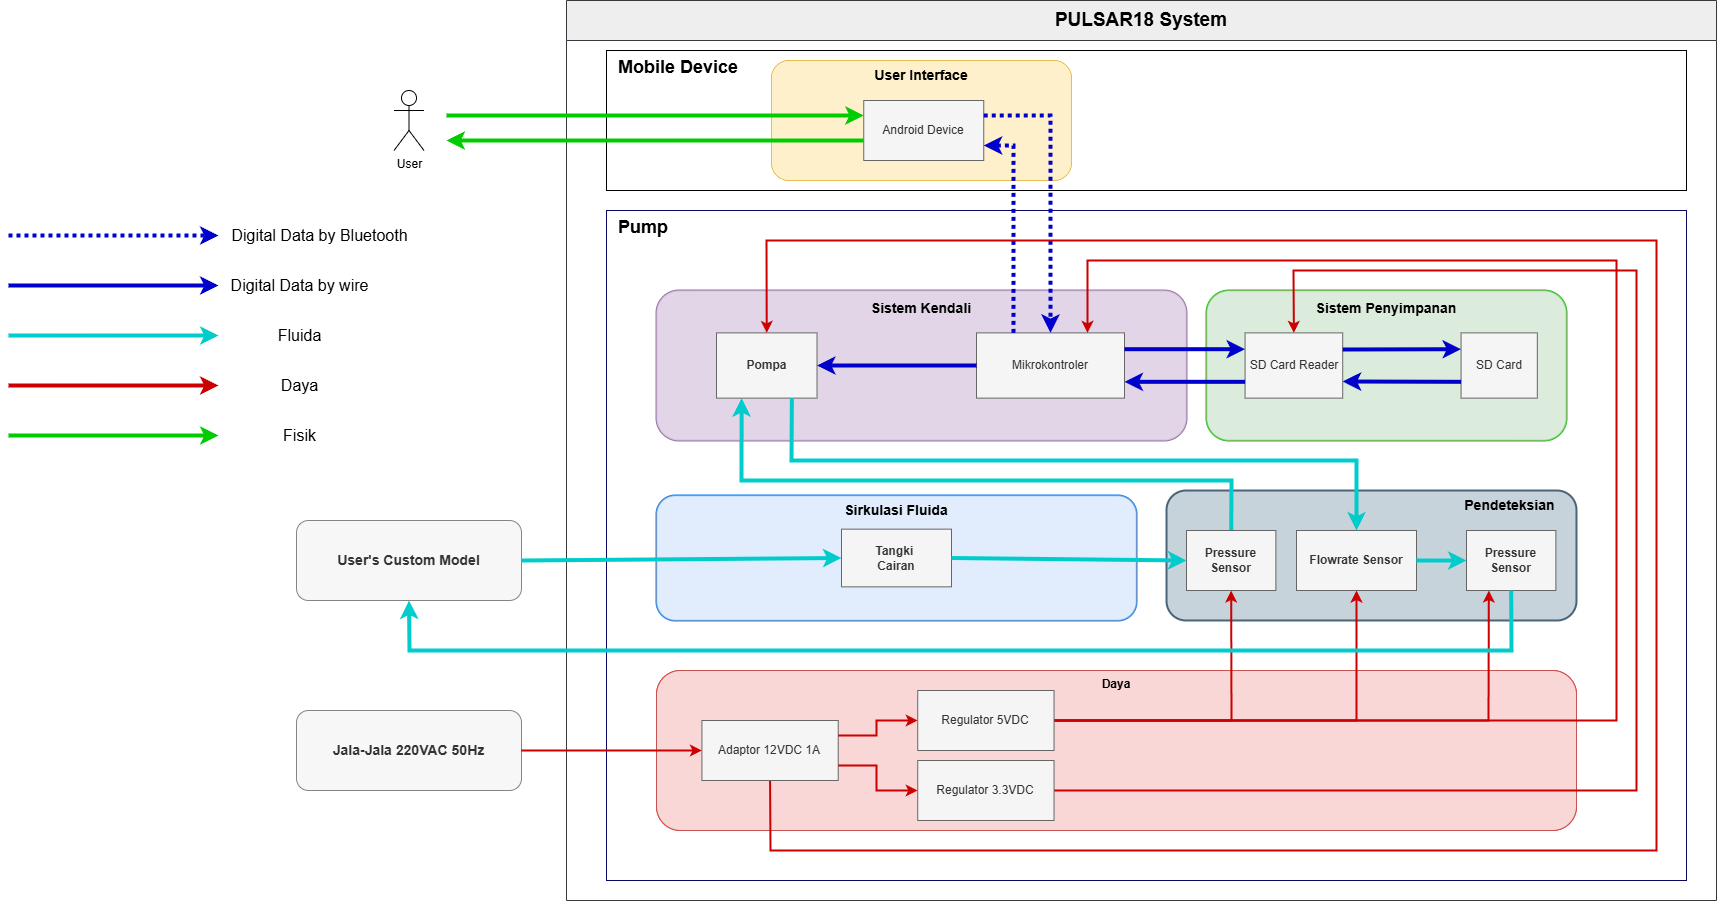 PULSAR18 System
Mobile Device
User Interface
Android Device
User
Digital Data by Bluetooth
Digital Data by wire
Fluida
Daya
Fisik
Pump
Sistem Kendali
Sistem Penyimpanan
Pompa
Mikrokontroler
SD Card Reader
SD Card
Sirkulasi Fluida
Pendeteksian
User's Custom Model
Tangki
Cairan
Pressure
Sensor
Flowrate Sensor
Pressure
Sensor
Daya
Jala-Jala 220VAC 50Hz
Adaptor 12VDC 1A
Regulator 5VDC
Regulator 3.3VDC